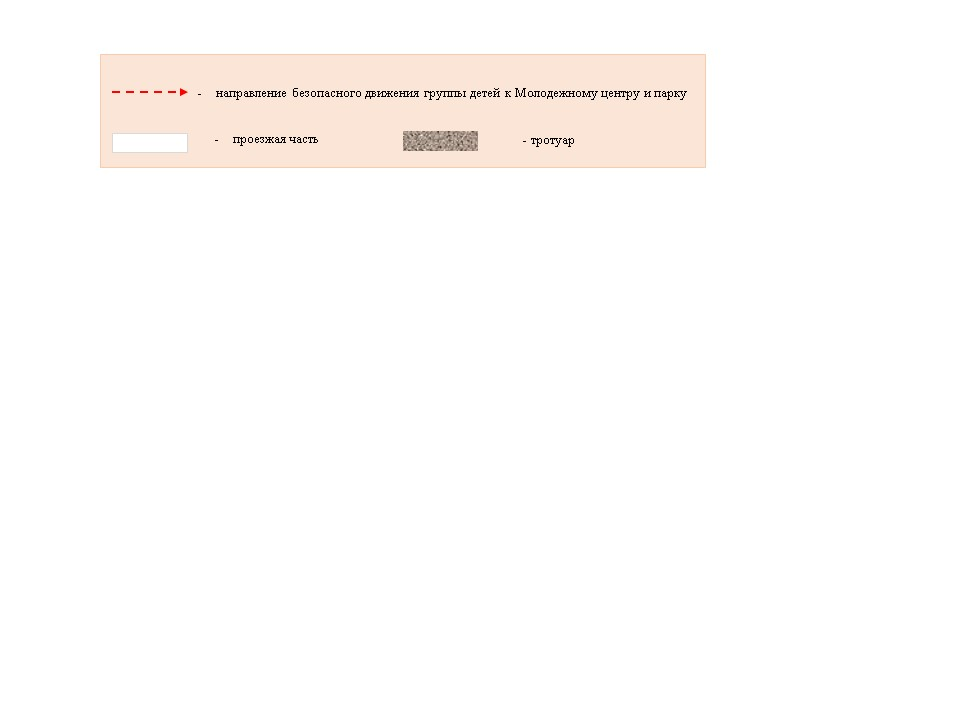 - направление безопасного движения группы детей к Молодежному центру и парку
- проезжая часть
- тротуар